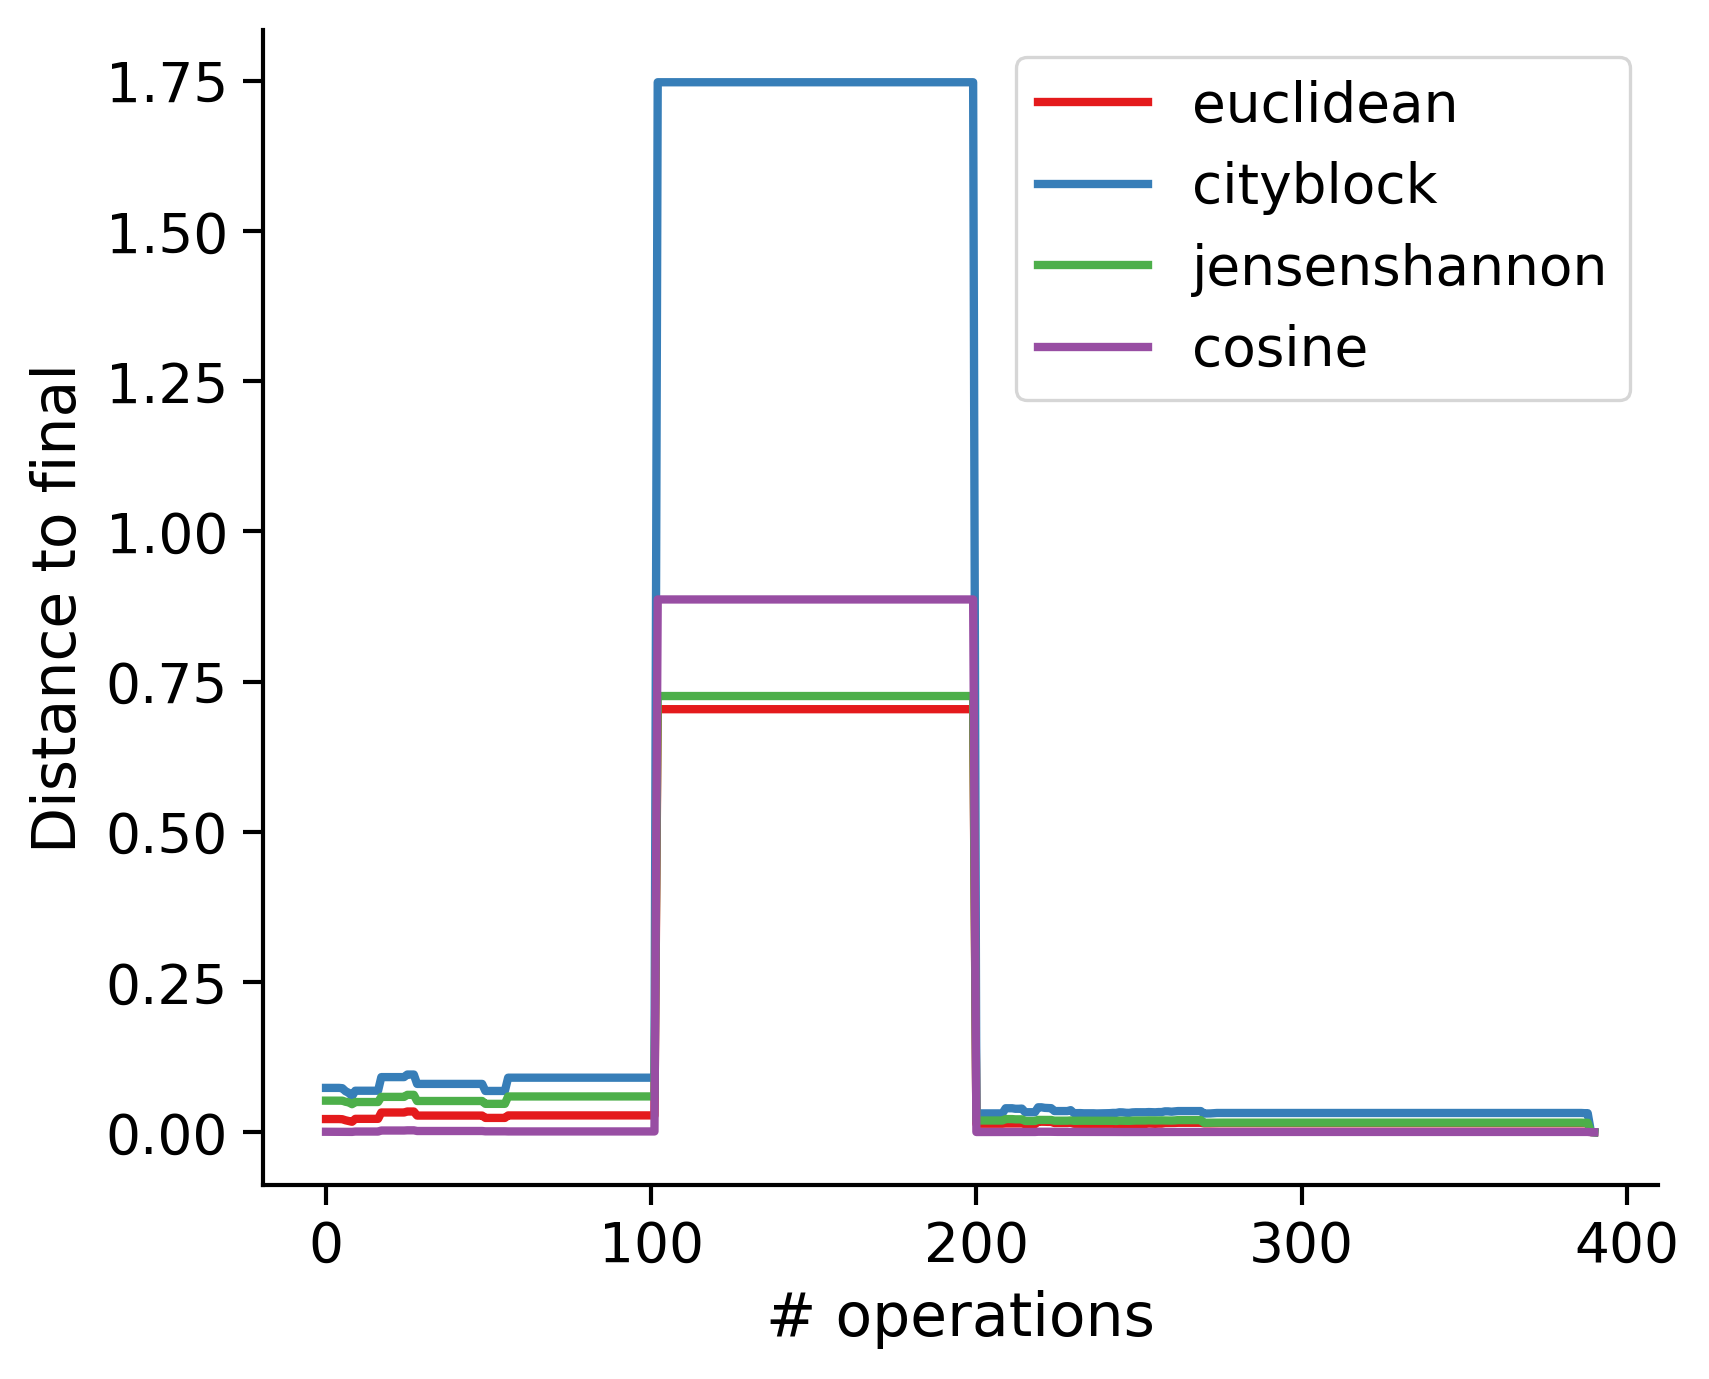 1.75
1.50
1.25
1.00
0.75
0.50
0.25
0.00
Distance to final
euclidean
cityblock
jensenshannon
cosine
0 100 200 300 400
# operations